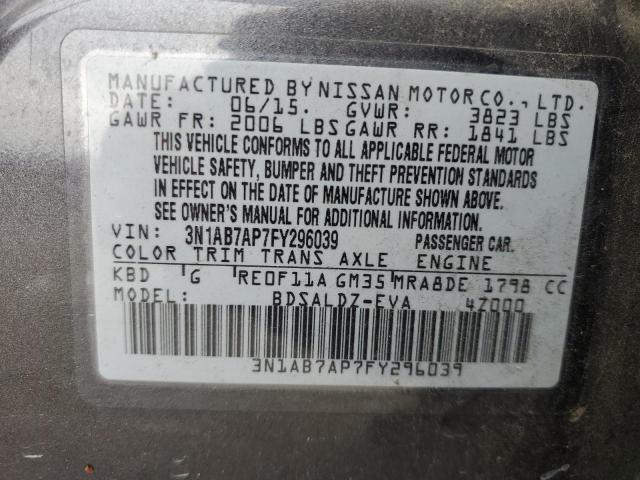 MANUFACTURED BY NISSAN MOTOR CO., LTD.
DATE: 06/15. GVWR: 3823 LBS
GAWR FR: 2006 LBS GAWR RR: 1841 LBS
THIS VEHICLE CONFORMS TO ALL APPLICABLE FEDERAL MOTOR
VEHICLE SAFETY, BUMPER AND THEFT PREVENTION STANDARDS
IN EFFECT ON THE DATE OF MANUFACTURE SHOWN ABOVE.
SEE OWNER'S MANUAL FOR ADDITIONAL INFORMATION.
VIN: 3N1AB7AP7FY296039 PASSENGER CAR.
COLOR TRIM TRANS AXLE ENGINE
KBD G RE0F11A GM35 MRA8DE 1798 CC
MODEL: BDSALDZ-EVA 4Z000
3N1AB7AP7FY296039